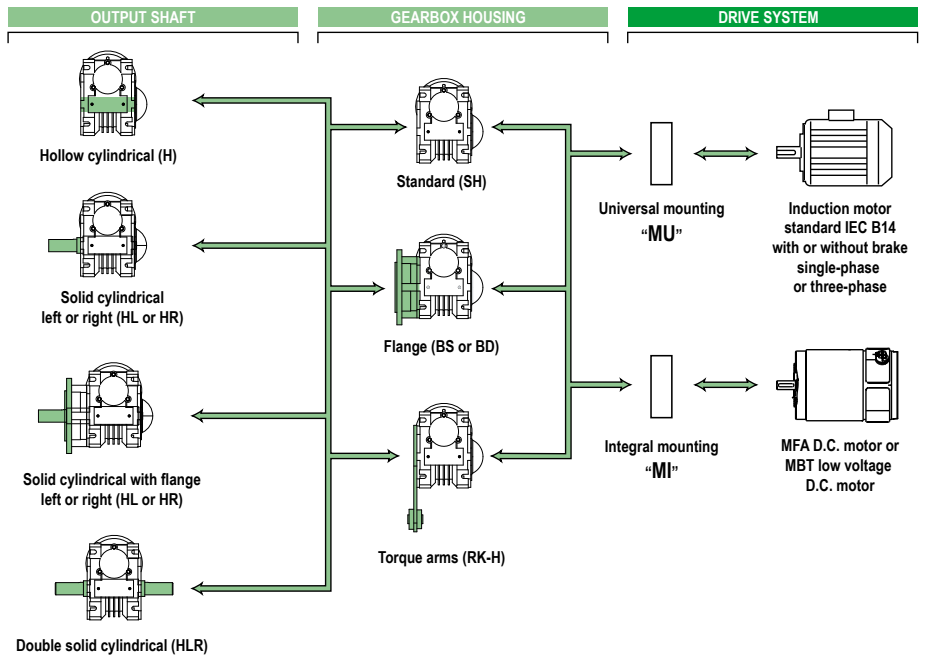 OUTPUT SHAFT
GEARBOX HOUSING
DRIVE SYSTEM
Hollow cylindrical (H)
Solid cylindrical
left or right (HL or HR)
Solid cylindrical with flange
left or right (HL or HR)
Double solid cylindrical (HLR)
Standard (SH)
Flange (BS or BD)
Torque arms (RK-H)
Universal mounting
“MU”
Integral mounting
“MI”
Induction motor
standard IEC B14
with or without brake
single-phase
or three-phase
MFA D.C. motor or
MBT low voltage
D.C. motor